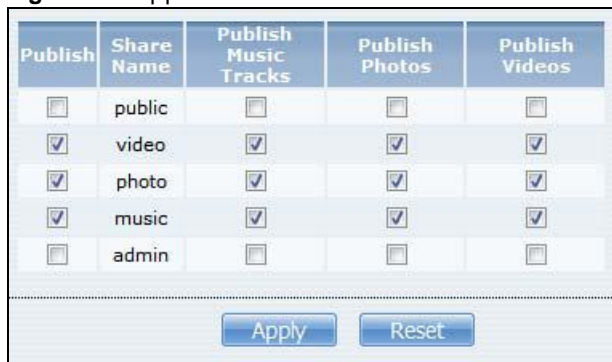 Publish Share Name Publish Music Tracks Publish Photos Publish Videos
public
video
photo
music
admin
Apply Reset